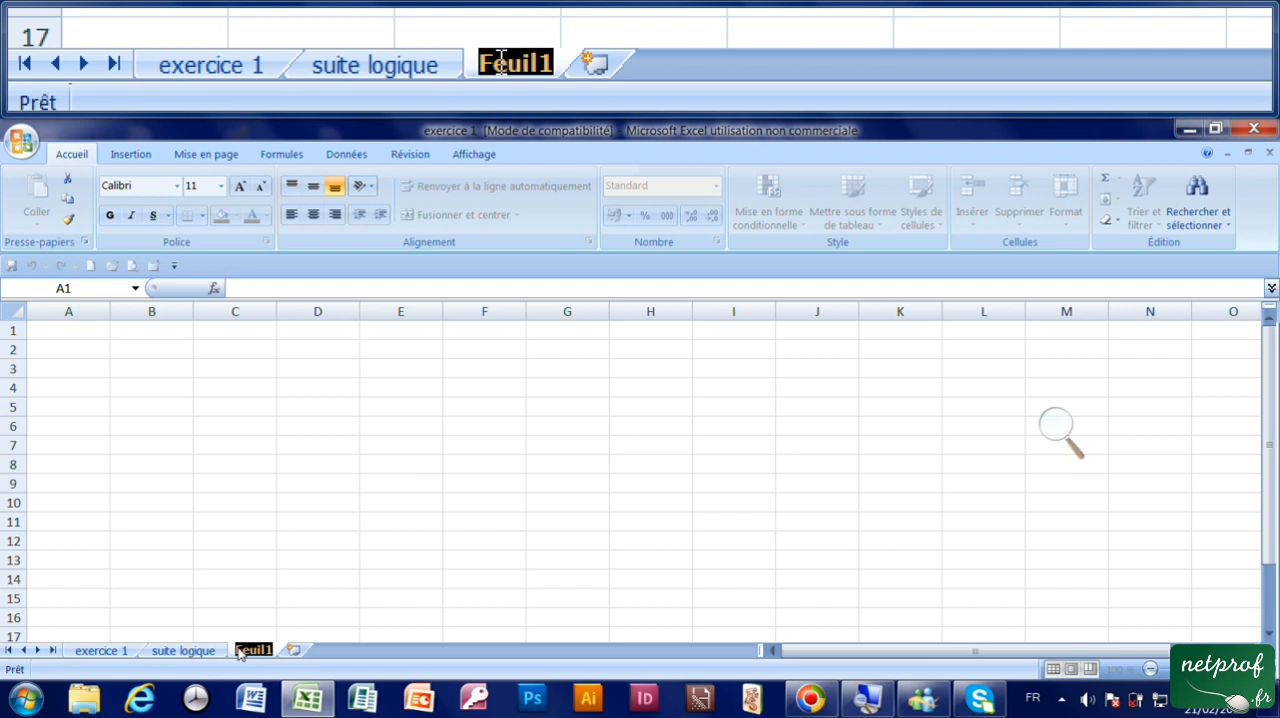 17
exercice 1 suite logique Feuil1
Prêt
exercice 1 [Mode de compatibilité] - Microsoft Excel utilisation non commerciale
Accueil Insertion Mise en page Formules Données Révision Affichage
Coller
Calibri 11
Renvoyer à la ligne automatiquement
Standard
G I S
Fusionner et centrer
% 000
Mise en forme conditionnelle
Mettre sous forme de tableau
Styles de cellules
Insérer Supprimer Format
Trier et filtrer
Rechercher et sélectionner
Presse-papiers Police Alignement Nombre Style Cellules Édition
A1 fx
A B C D E F G H I J K L M N O
1
2
3
4
5
6
7
8
9
10
11
12
13
14
15
16
17
exercice 1 suite logique Feuil1
Prêt 100 %
netprof.fr
Ps Ai Id FR